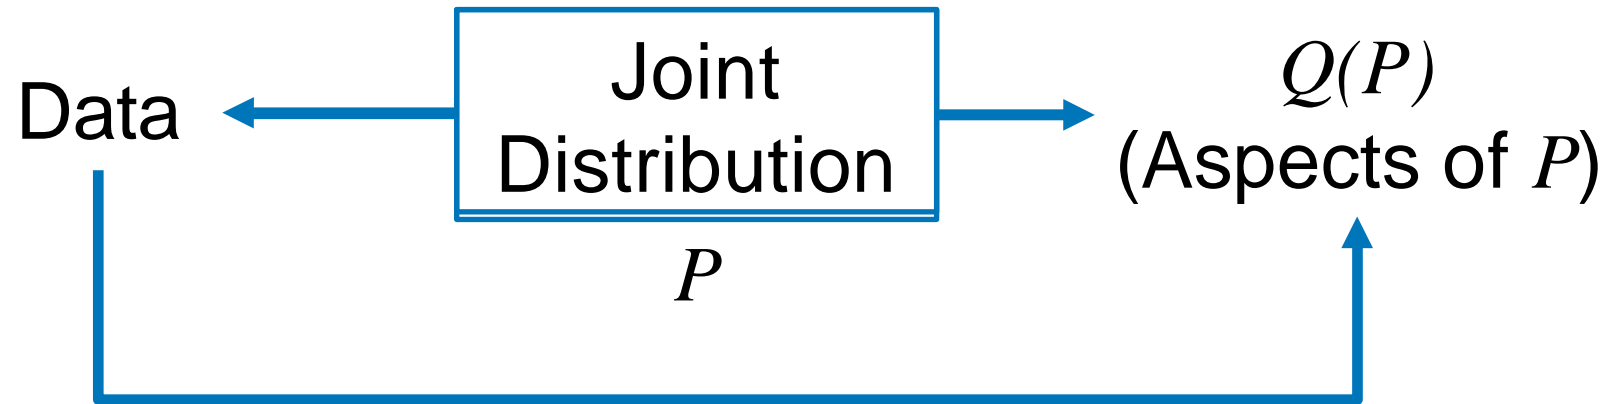 Data
Joint
Distribution
P
Q(P)
(Aspects of P)